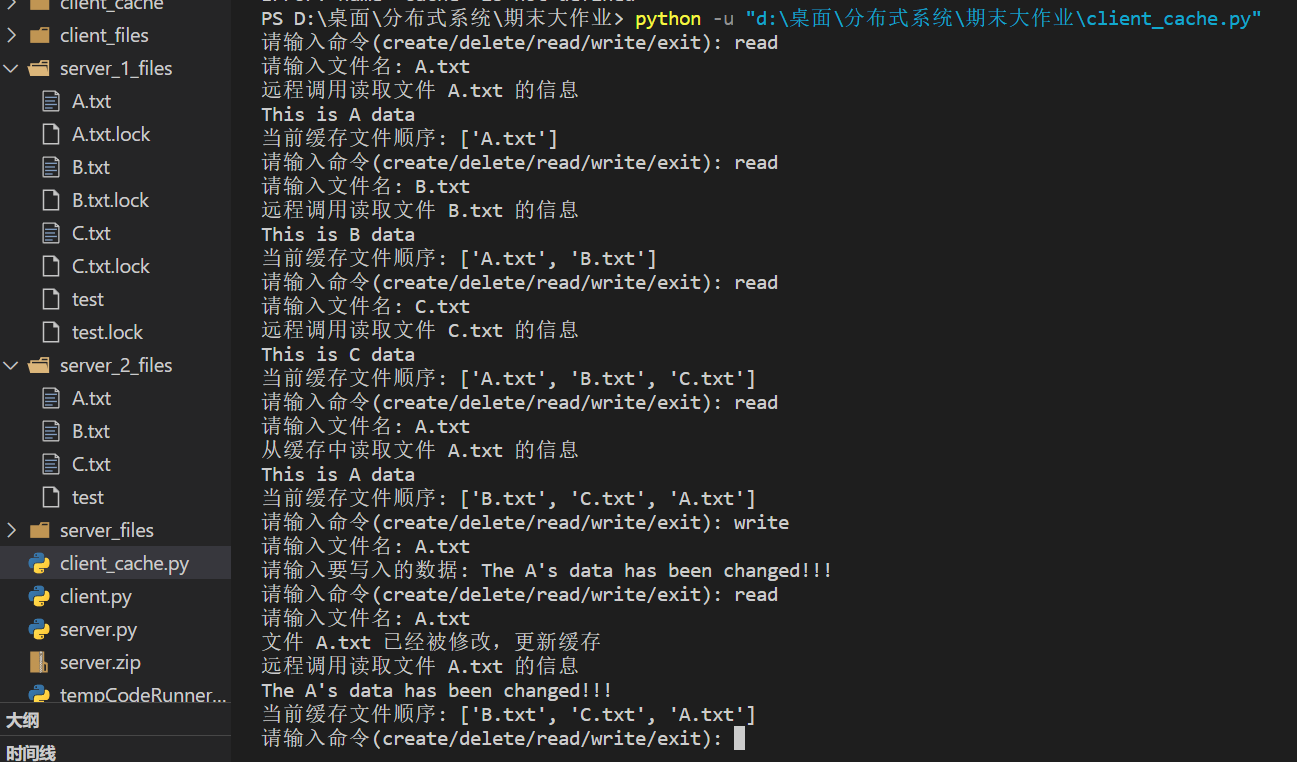 client_cache
client_files
server_1_files
A.txt
A.txt.lock
B.txt
B.txt.lock
C.txt
C.txt.lock
test
test.lock
server_2_files
A.txt
B.txt
C.txt
test
server_files
client_cache.py
client.py
server.py
server.zip
tempCodeRunner...
大纲
时间线
PS D:\桌面\分布式系统\期末大作业> python -u "d:\桌面\分布式系统\期末大作业\client_cache.py"
请输入命令(create/delete/read/write/exit): read
请输入文件名: A.txt
远程调用读取文件 A.txt 的信息
This is A data
当前缓存文件顺序: ['A.txt']
请输入命令(create/delete/read/write/exit): read
请输入文件名: B.txt
远程调用读取文件 B.txt 的信息
This is B data
当前缓存文件顺序: ['A.txt', 'B.txt']
请输入命令(create/delete/read/write/exit): read
请输入文件名: C.txt
远程调用读取文件 C.txt 的信息
This is C data
当前缓存文件顺序: ['A.txt', 'B.txt', 'C.txt']
请输入命令(create/delete/read/write/exit): read
请输入文件名: A.txt
从缓存中读取文件 A.txt 的信息
This is A data
当前缓存文件顺序: ['B.txt', 'C.txt', 'A.txt']
请输入命令(create/delete/read/write/exit): write
请输入文件名: A.txt
请输入要写入的数据: The A's data has been changed!!!
请输入命令(create/delete/read/write/exit): read
请输入文件名: A.txt
文件 A.txt 已经被修改，更新缓存
远程调用读取文件 A.txt 的信息
The A's data has been changed!!!
当前缓存文件顺序: ['B.txt', 'C.txt', 'A.txt']
请输入命令(create/delete/read/write/exit):